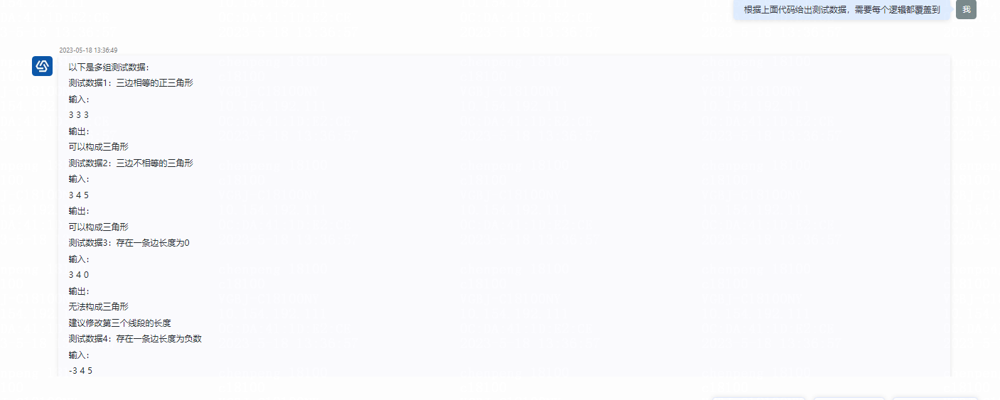 根据上面代码给出测试数据，需要每个逻辑都覆盖到
我
2023-05-18 13:36:49
以下是多组测试数据：
测试数据1：三边相等的正三角形
输入：
3 3 3
输出：
可以构成三角形
测试数据2：三边不相等的三角形
输入：
3 4 5
输出：
可以构成三角形
测试数据3：存在一条边长度为0
输入：
3 4 0
输出：
无法构成三角形
建议修改第三个线段的长度
测试数据4：存在一条边长度为负数
输入：
-3 4 5